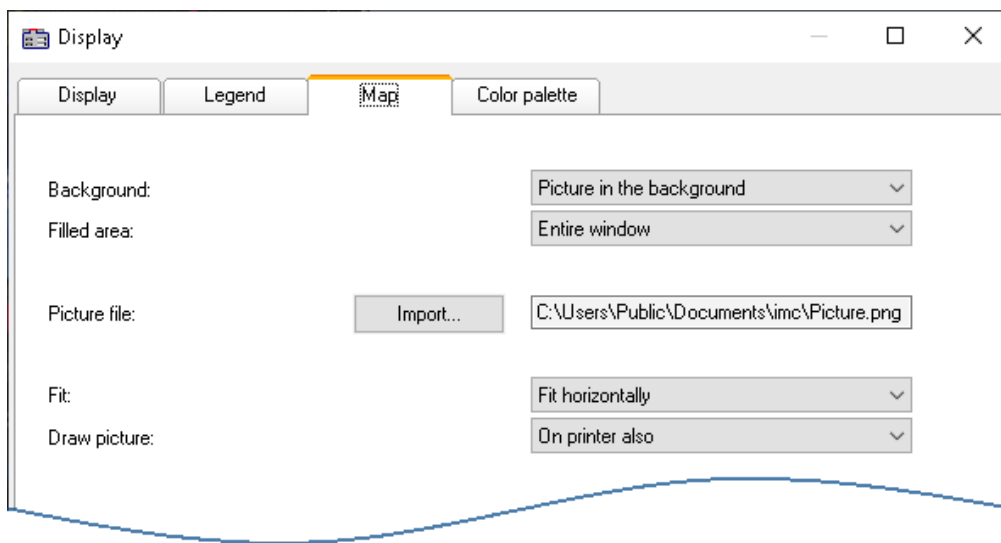 Display
Display Legend Map Color palette
Background: Picture in the background
Filled area: Entire window
Picture file: Import... C:\Users\Public\Documents\imc\Picture.png
Fit: Fit horizontally
Draw picture: On printer also